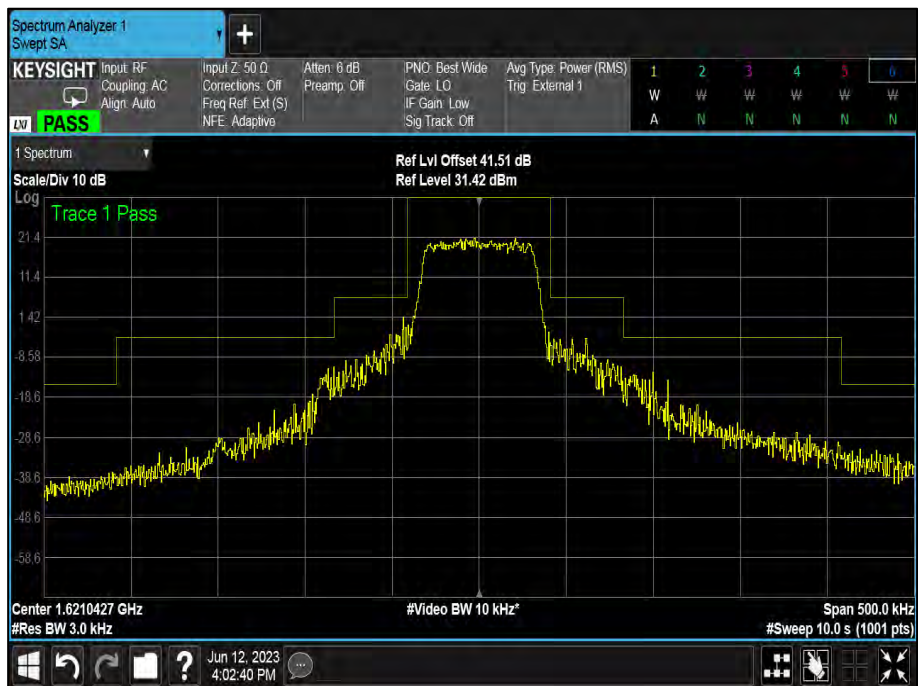 Spectrum Analyzer 1
Swept SA
+
KEYSIGHT
LXI PASS
Input: RF
Coupling: AC
Align: Auto
Input Z: 50 Ω
Corrections: Off
Freq Ref: Ext (S)
NFE: Adaptive
Atten: 6 dB
Preamp: Off
PNO: Best Wide
Gate: LO
IF Gain: Low
Sig Track: Off
Avg Type: Power (RMS)
Trig: External 1
1 2 3 4 5 6
W W W W W W
A N N N N N
1 Spectrum
Scale/Div 10 dB
Ref Lvl Offset 41.51 dB
Ref Level 31.42 dBm
Log
Trace 1 Pass
21.4
11.4
1.42
-8.58
-18.6
-28.6
-38.6
-48.6
-58.6
Center 1.6210427 GHz
#Video BW 10 kHz*
Span 500.0 kHz
#Res BW 3.0 kHz
#Sweep 10.0 s (1001 pts)
?
Jun 12, 2023
4:02:40 PM